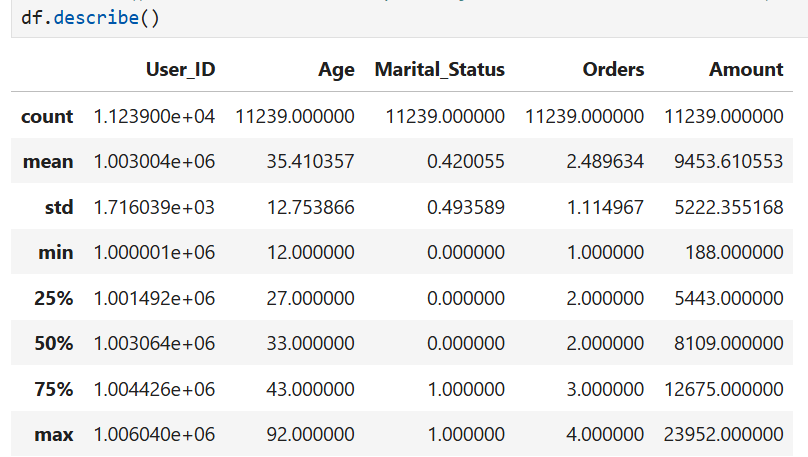 df.describe()
User_ID Age Marital_Status Orders Amount
count 1.123900e+04 11239.000000 11239.000000 11239.000000 11239.000000
mean 1.003004e+06 35.410357 0.420055 2.489634 9453.610553
std 1.716039e+03 12.753866 0.493589 1.114967 5222.355168
min 1.000001e+06 12.000000 0.000000 1.000000 188.000000
25% 1.001492e+06 27.000000 0.000000 2.000000 5443.000000
50% 1.003064e+06 33.000000 0.000000 2.000000 8109.000000
75% 1.004426e+06 43.000000 1.000000 3.000000 12675.000000
max 1.006040e+06 92.000000 1.000000 4.000000 23952.000000